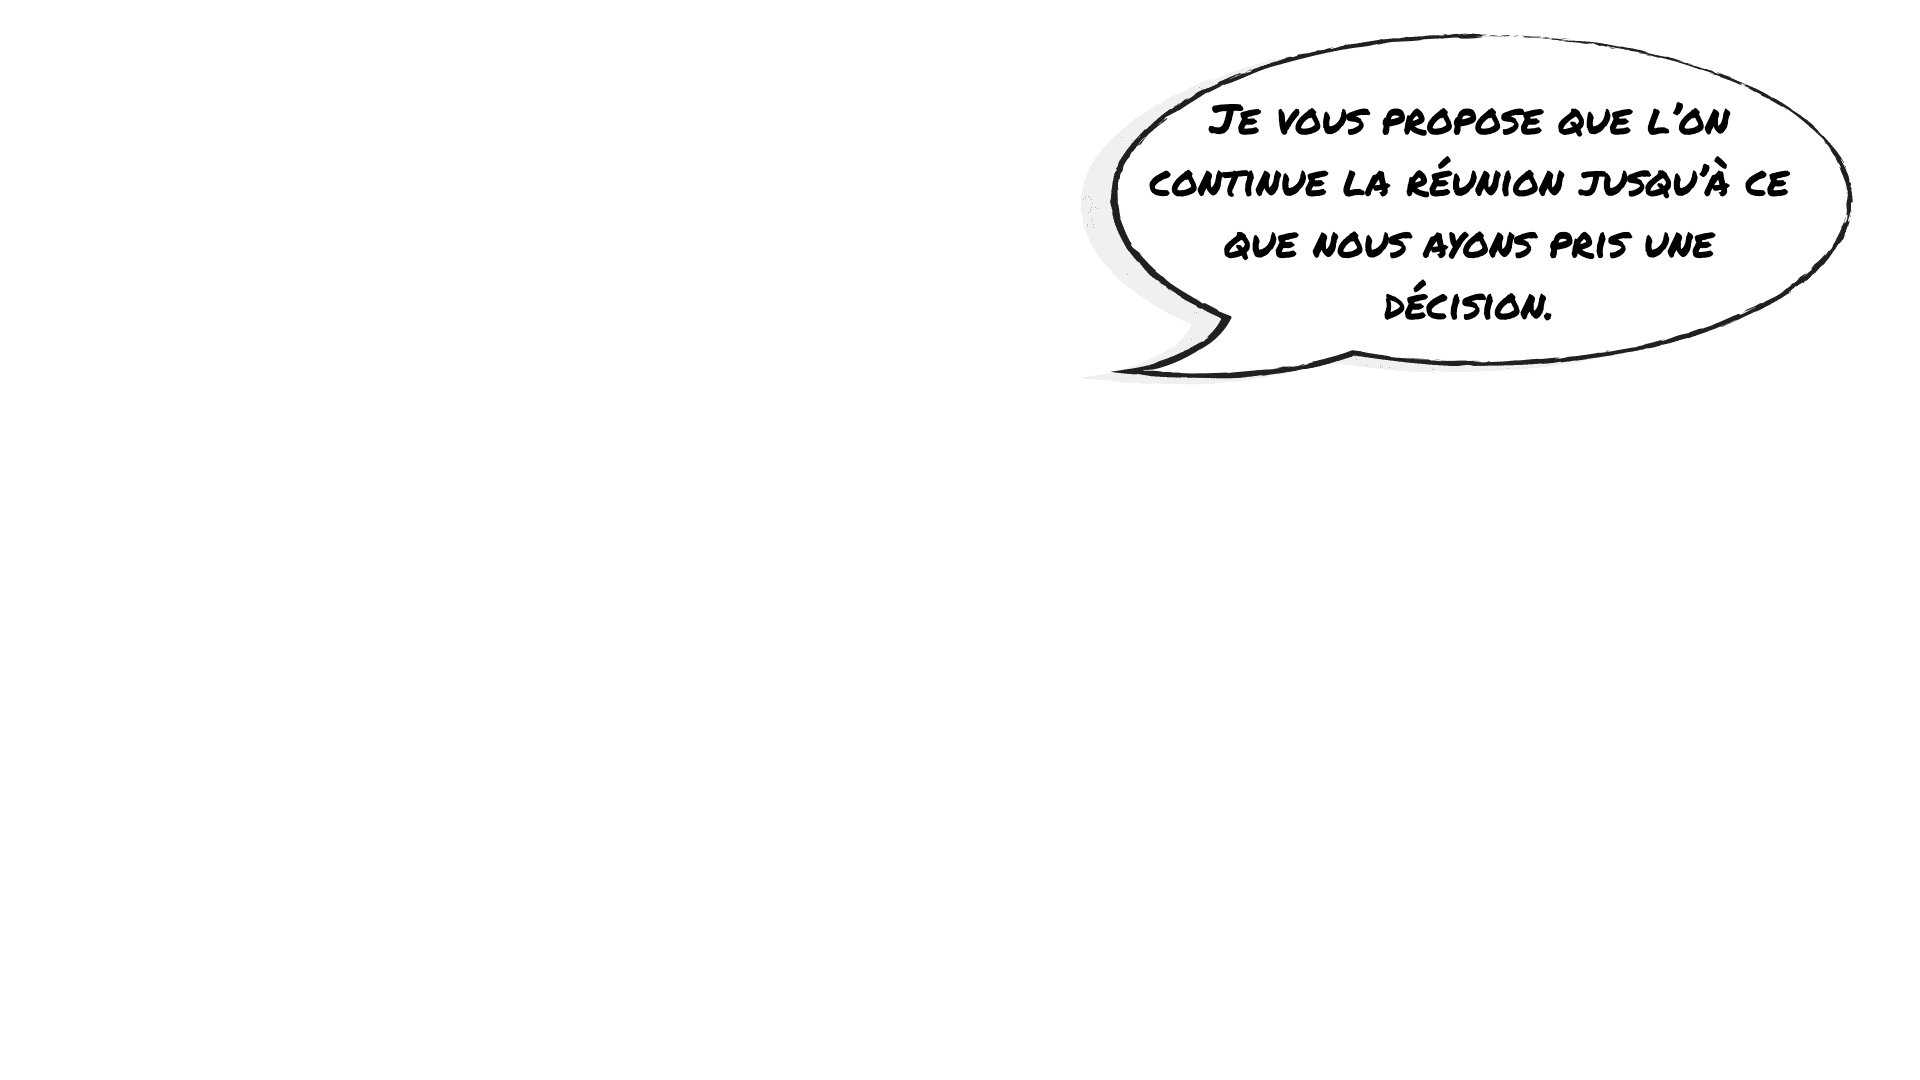 Je vous propose que l’on
continue la réunion jusqu’à ce
que nous ayons pris une
décision.